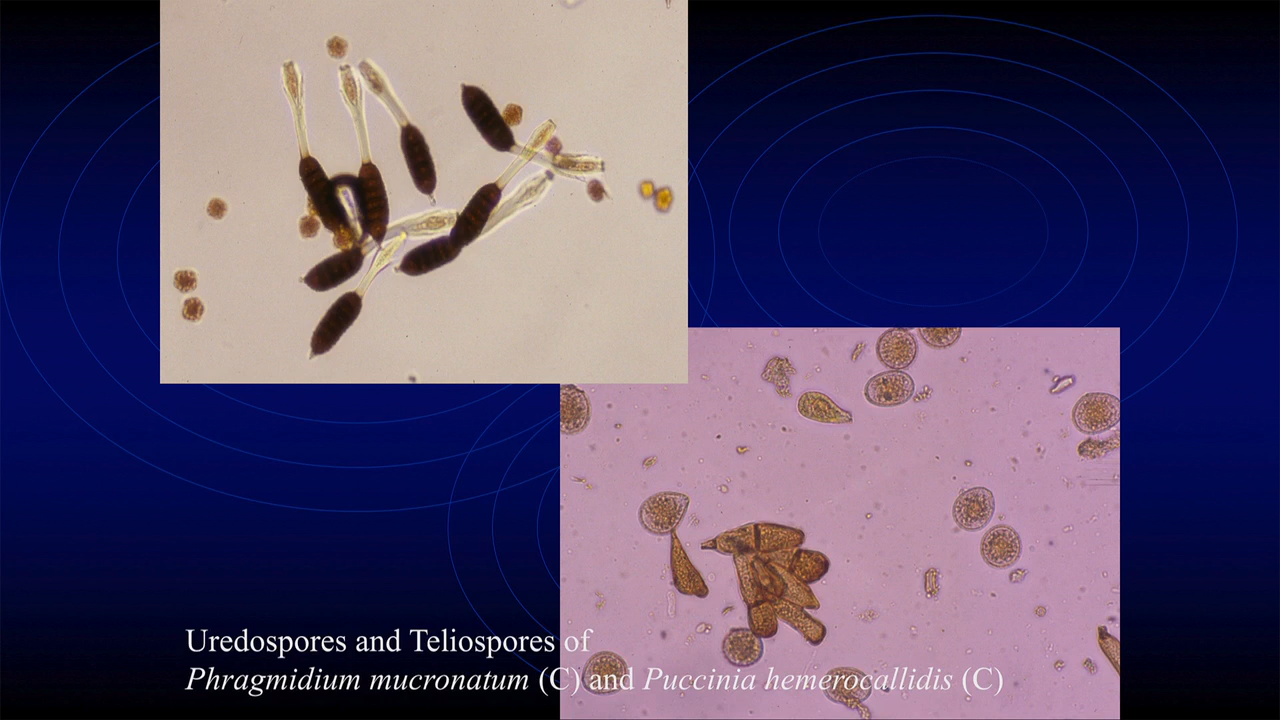 Uredospores and Teliospores of
Phragmidium mucronatum (C) and Puccinia hemerocallidis (C)